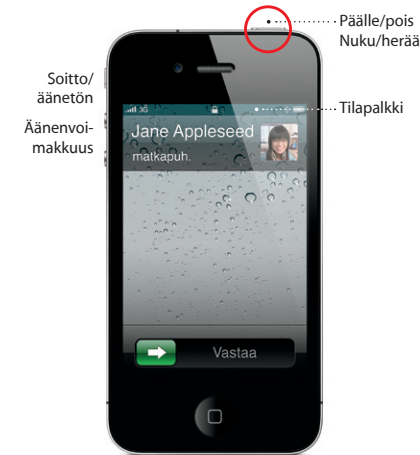 Päälle/pois
Nuku/herää
Soitto/
äänetön
Äänenvoi-
makkuus
Tilapalkki
3G
Jane Appleseed
matkapuh.
Vastaa